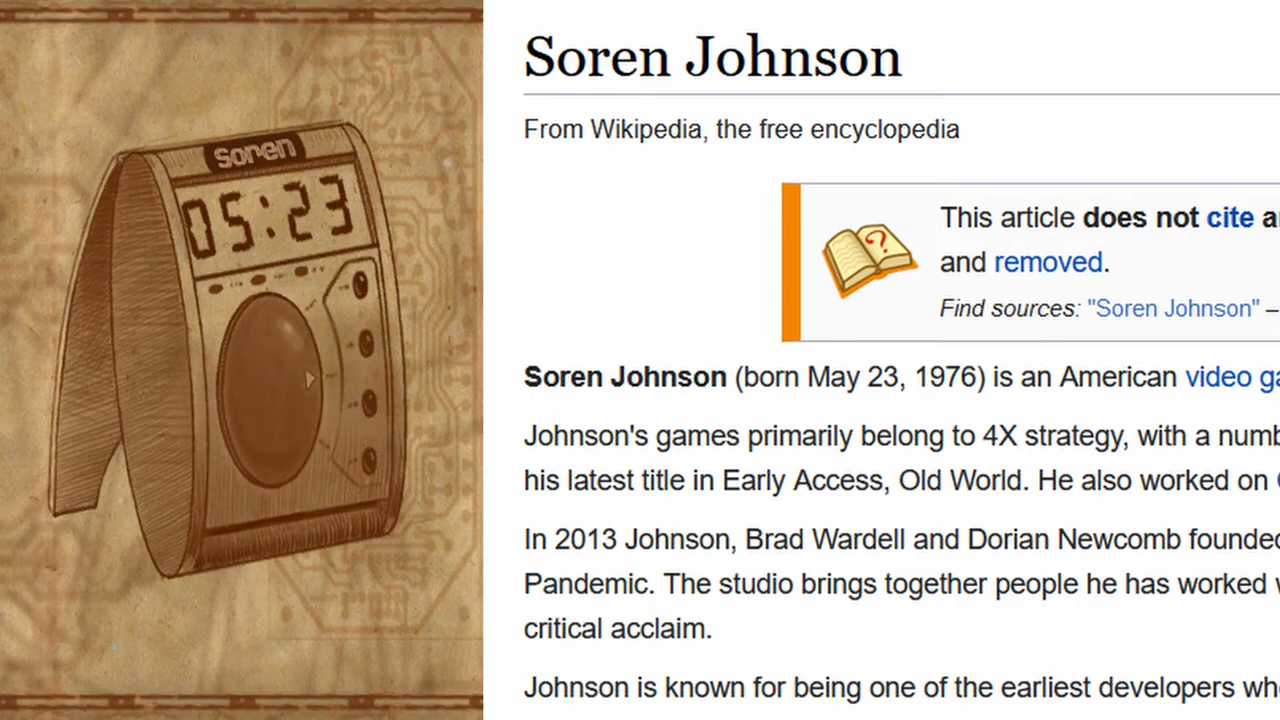 Soren
05:23
Soren Johnson
From Wikipedia, the free encyclopedia
This article does not cite a
and removed.
Find sources: "Soren Johnson" –
Soren Johnson (born May 23, 1976) is an American video ga
Johnson's games primarily belong to 4X strategy, with a numb
his latest title in Early Access, Old World. He also worked on
In 2013 Johnson, Brad Wardell and Dorian Newcomb founded
Pandemic. The studio brings together people he has worked
critical acclaim.
Johnson is known for being one of the earliest developers wh